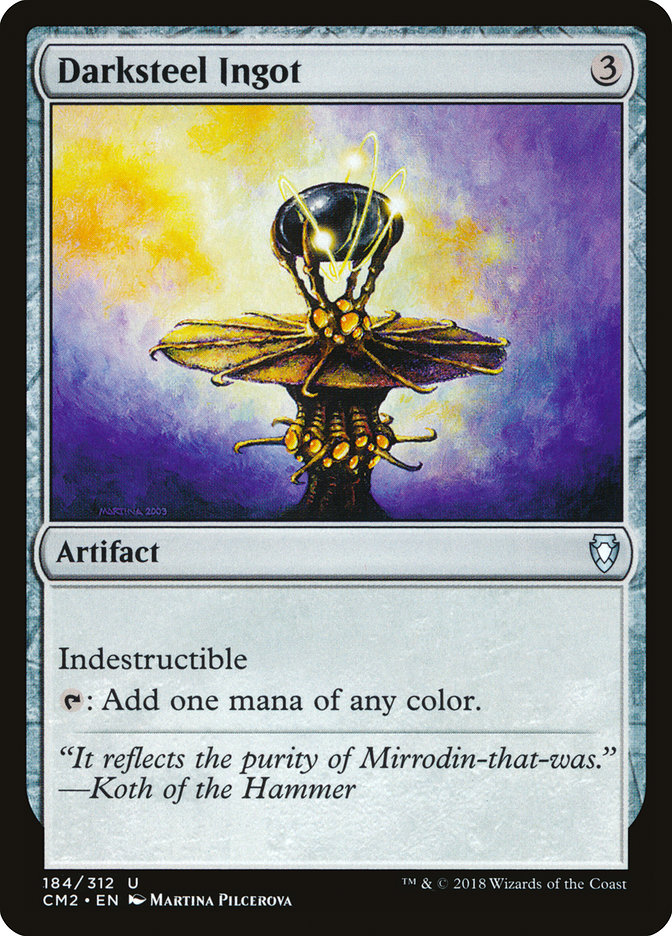 Darksteel Ingot
3
MARTINA 2003
Artifact
Indestructible
: Add one mana of any color.
“It reflects the purity of Mirrodin-that-was.”
—Koth of the Hammer
184/312 U
™ & © 2018 Wizards of the Coast
CM2 • EN Martina Pilcerova